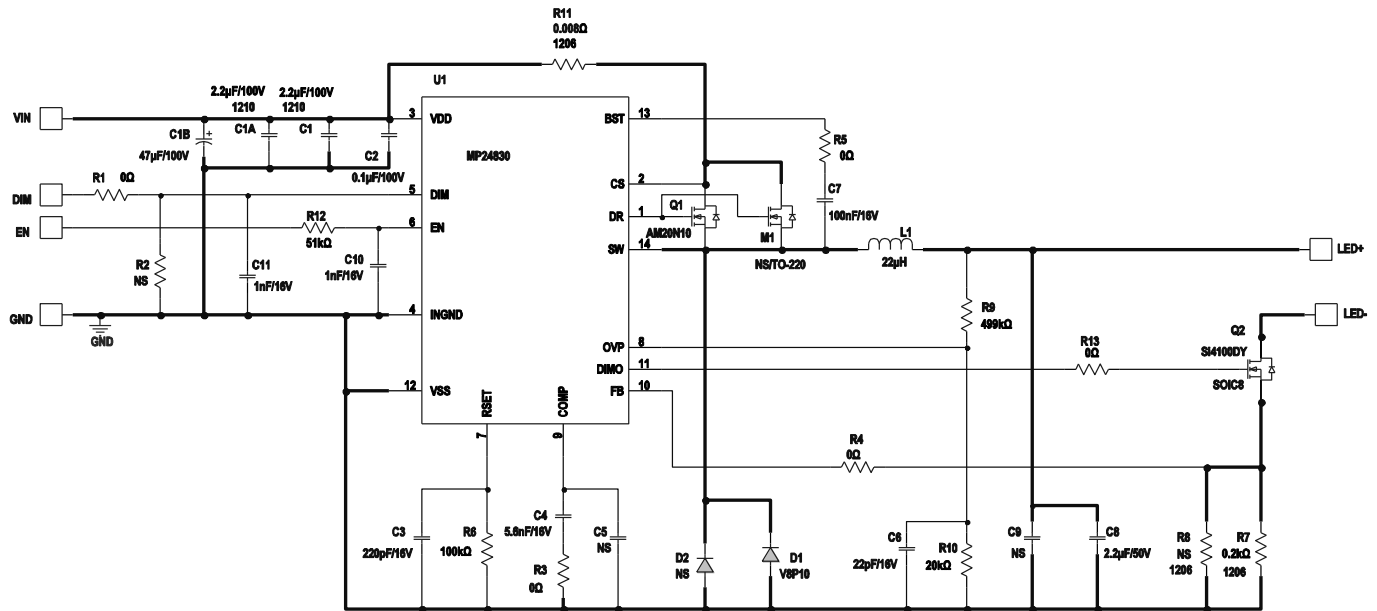 R11
0.008Ω
1206
U1
2.2μF/100V
1210
2.2μF/100V
1210
VIN
3
VDD
BST
13
C1B
+
C1A
C1
47μF/100V
C2
0.1μF/100V
MP24830
R5
0Ω
C7
100nF/16V
R1
0Ω
DIM
5
DIM
CS
2
Q1
EN
R12
51kΩ
6
EN
DR
1
AM20N10
M1
SW
14
NS/TO-220
L1
22μH
LED+
R2
NS
C11
1nF/16V
C10
1nF/16V
GND
GND
4
INGND
R9
499kΩ
LED-
Q2
Si4100DY
SOIC8
OVP
8
DIMO
11
R13
0Ω
12
VSS
FB
10
RSET
COMP
7
9
R4
0Ω
C3
220pF/16V
R6
100kΩ
C4
5.6nF/16V
R3
0Ω
C5
NS
D2
NS
D1
V8P10
C6
22pF/16V
R10
20kΩ
C9
NS
C8
2.2μF/50V
R8
NS
1206
R7
0.2kΩ
1206